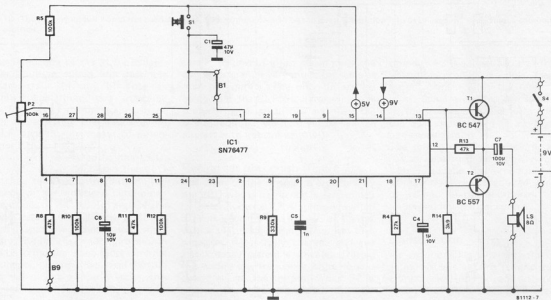 R5
100k
S1
C1
47µ
10V
B1
5V
9V
T1
BC 547
S4
P2
100k
16 27 28 26 25 1 22 19 9 15 14 13
IC1
SN76477
12
R13
47k
C7
100µ
10V
9V
T2
BC 557
4 7 8 10 11 24 23 2 3 5 6 20 21 18 17
R8
47k
R10
100k
C6
10µ
10V
R11
47k
R12
100k
R9
330k
C5
1n
R4
27k
C4
1µ
10V
R14
3k9
LS
8Ω
B9
81112 - 7